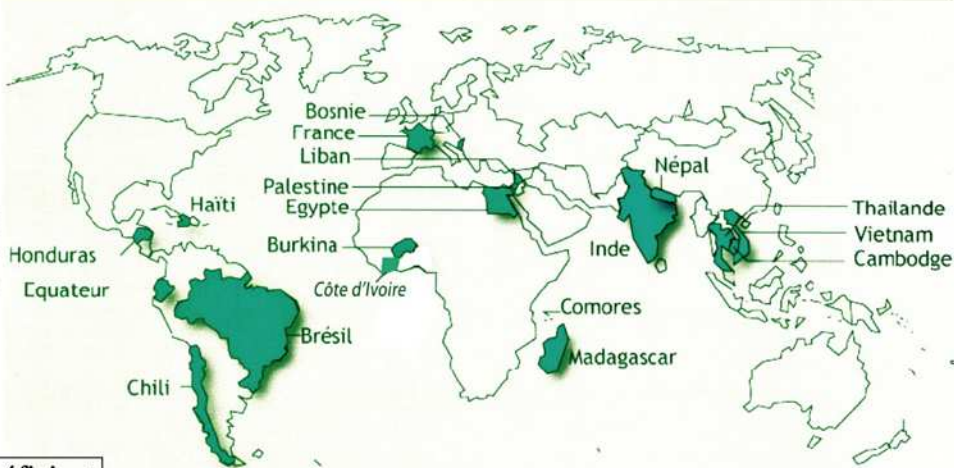 Bosnie
France
Liban
Népal
Palestine
Egypte
Haïti
Thailande
Burkina
Vietnam
Honduras
Inde
Cambodge
Equateur
Côte d'Ivoire
Comores
Brésil
Madagascar
Chili